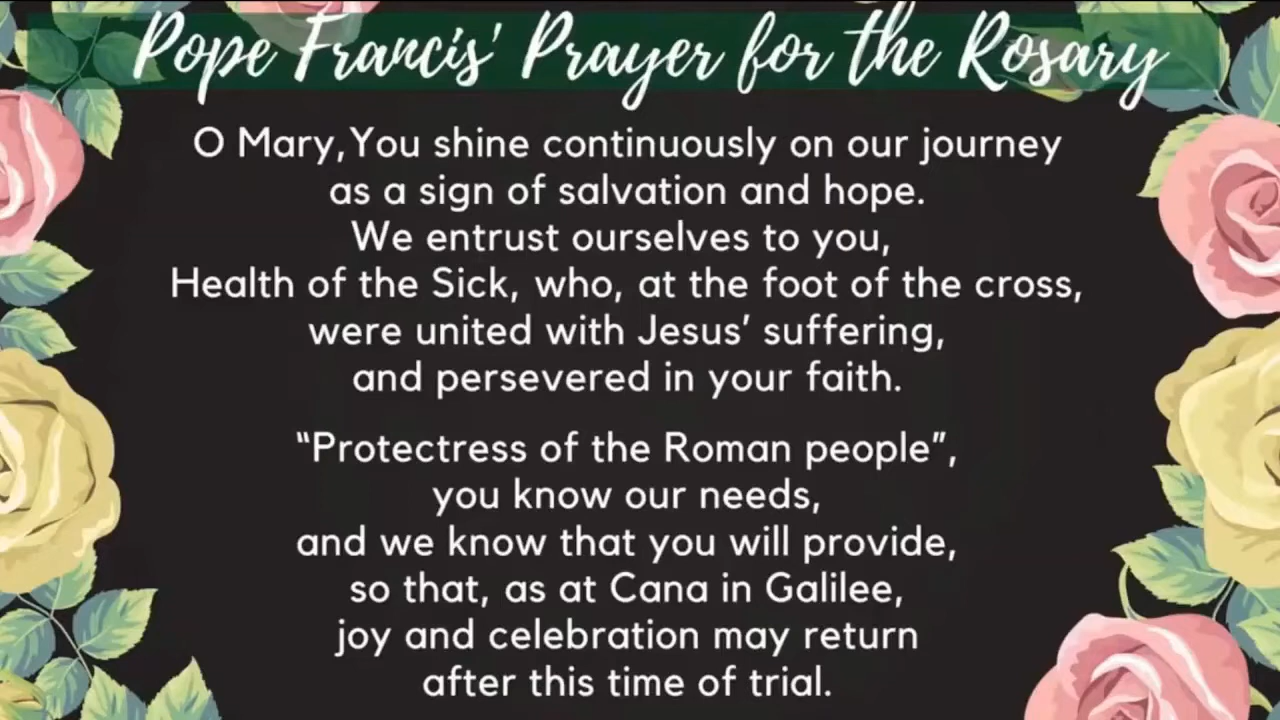 Pope Francis' Prayer for the Rosary
O Mary,You shine continuously on our journey
as a sign of salvation and hope.
We entrust ourselves to you,
Health of the Sick, who, at the foot of the cross,
were united with Jesus’ suffering,
and persevered in your faith.
“Protectress of the Roman people”,
you know our needs,
and we know that you will provide,
so that, as at Cana in Galilee,
joy and celebration may return
after this time of trial.